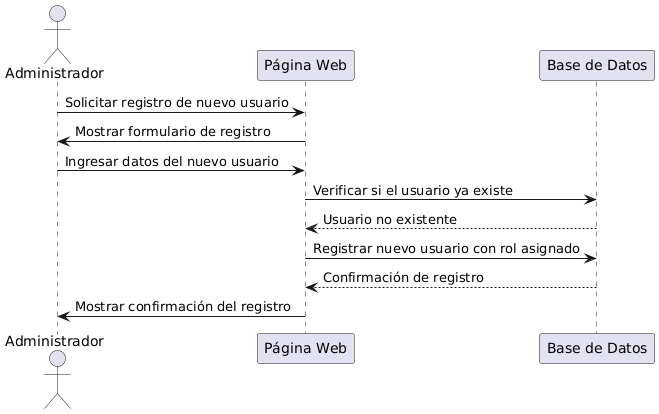 Administrador
Página Web
Base de Datos
Solicitar registro de nuevo usuario
Mostrar formulario de registro
Ingresar datos del nuevo usuario
Verificar si el usuario ya existe
Usuario no existente
Registrar nuevo usuario con rol asignado
Confirmación de registro
Mostrar confirmación del registro
Administrador
Página Web
Base de Datos